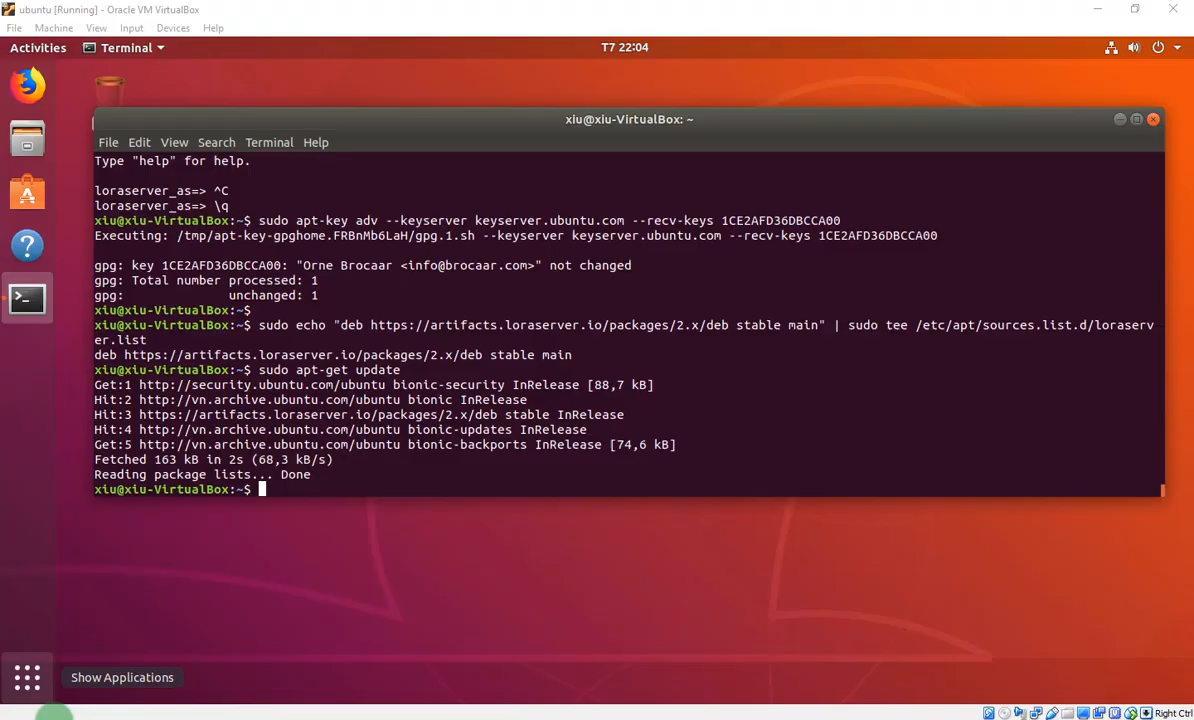 ubuntu [Running] - Oracle VM VirtualBox
File Machine View Input Devices Help
Activities Terminal T7 22:04
xiu@xiu-VirtualBox: ~
File Edit View Search Terminal Help
Type "help" for help.
loraserver_as=> ^C
loraserver_as=> \q
xiu@xiu-VirtualBox:~$ sudo apt-key adv --keyserver keyserver.ubuntu.com --recv-keys 1CE2AFD36DBCCA00
Executing: /tmp/apt-key-gpghome.FRBnMb6LaH/gpg.1.sh --keyserver keyserver.ubuntu.com --recv-keys 1CE2AFD36DBCCA00
gpg: key 1CE2AFD36DBCCA00: "Orne Brocaar <info@brocaar.com>" not changed
gpg: Total number processed: 1
gpg:              unchanged: 1
xiu@xiu-VirtualBox:~$
xiu@xiu-VirtualBox:~$ sudo echo "deb https://artifacts.loraserver.io/packages/2.x/deb stable main" | sudo tee /etc/apt/sources.list.d/loraserv
er.list
deb https://artifacts.loraserver.io/packages/2.x/deb stable main
xiu@xiu-VirtualBox:~$ sudo apt-get update
Get:1 http://security.ubuntu.com/ubuntu bionic-security InRelease [88,7 kB]
Hit:2 http://vn.archive.ubuntu.com/ubuntu bionic InRelease
Hit:3 https://artifacts.loraserver.io/packages/2.x/deb stable InRelease
Hit:4 http://vn.archive.ubuntu.com/ubuntu bionic-updates InRelease
Get:5 http://vn.archive.ubuntu.com/ubuntu bionic-backports InRelease [74,6 kB]
Fetched 163 kB in 2s (68,3 kB/s)
Reading package lists... Done
xiu@xiu-VirtualBox:~$
Show Applications
Right Ctrl